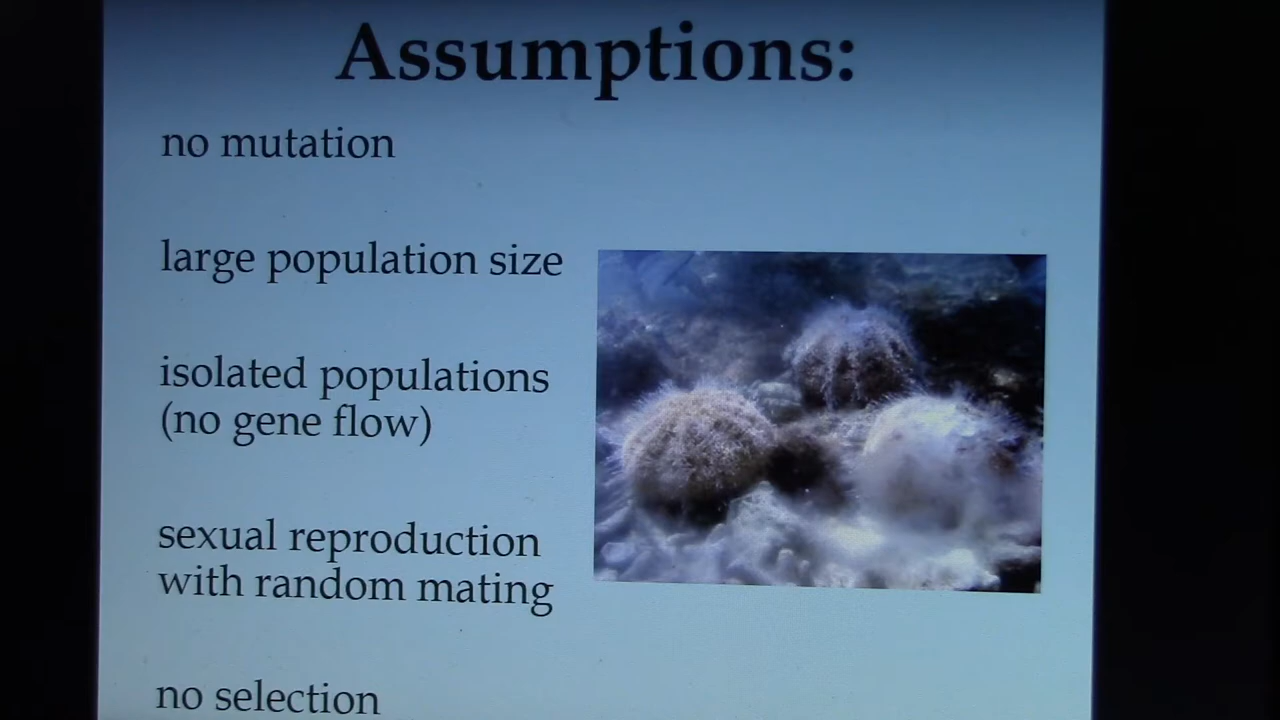 Assumptions:
no mutation
large population size
isolated populations
(no gene flow)
sexual reproduction
with random mating
no selection